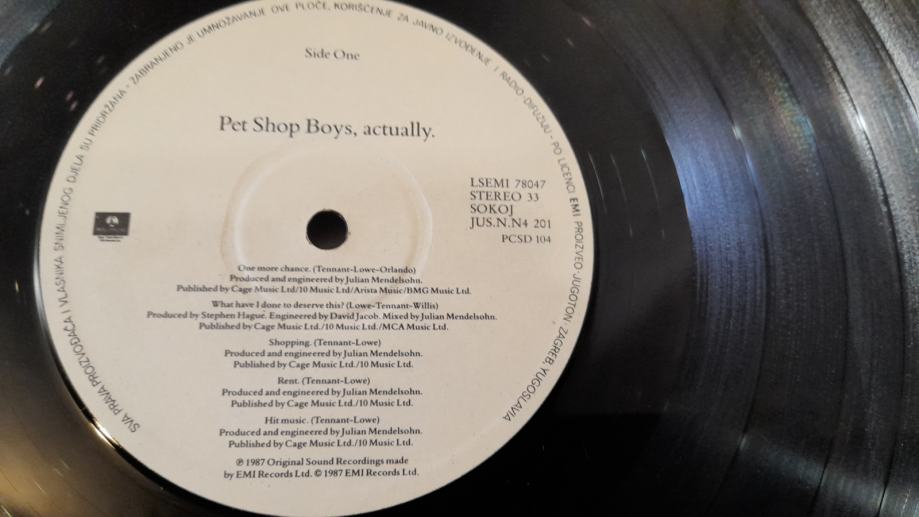 SVA PRAVA PROIZVOĐAČA I VLASNIKA SNIMLJENOG DJELA SU PRIDRŽANA - ZABRANJENO JE UMNOŽAVANJE OVE PLOČE, KORIŠĆENJE ZA JAVNO IZVOĐENJE I RADIO-DIFUZIJU - PO LICENCI EMI PROIZVEO-JUGOTON ZAGREB, YUGOSLAVIA
Side One
Pet Shop Boys, actually.
LSEMI 78047
STEREO 33
SOKOJ
JUS.N.N4 201
PCSD 104
One more chance. (Tennant-Lowe-Orlando)
Produced and engineered by Julian Mendelsohn.
Published by Cage Music Ltd/10 Music Ltd/Arista Music/BMG Music Ltd.
What have I done to deserve this? (Lowe-Tennant-Willis)
Produced by Stephen Hague. Engineered by David Jacob. Mixed by Julian Mendelsohn.
Published by Cage Music Ltd./10 Music Ltd./MCA Music Ltd.
Shopping. (Tennant-Lowe)
Produced and engineered by Julian Mendelsohn.
Published by Cage Music Ltd./10 Music Ltd.
Rent. (Tennant-Lowe)
Produced and engineered by Julian Mendelsohn.
Published by Cage Music Ltd./10 Music Ltd.
Hit music. (Tennant-Lowe)
Produced and engineered by Julian Mendelsohn.
Published by Cage Music Ltd./10 Music Ltd.
℗ 1987 Original Sound Recordings made
by EMI Records Ltd. © 1987 EMI Records Ltd.